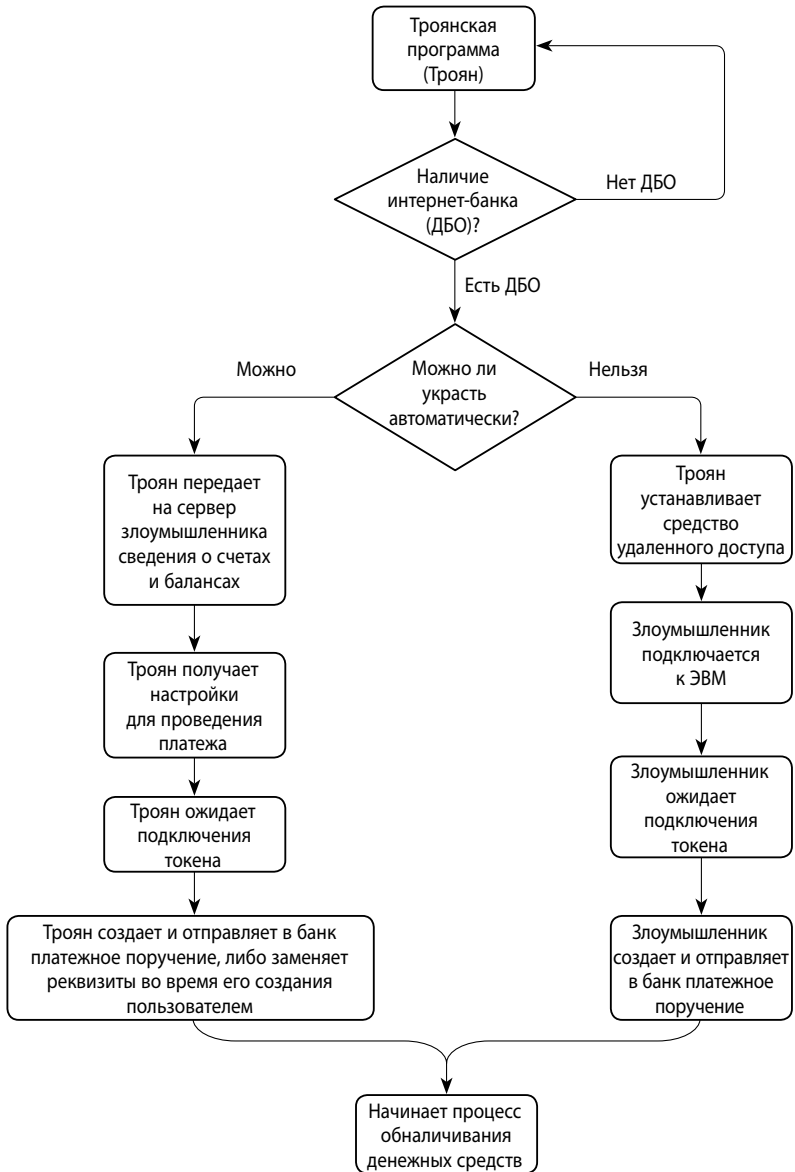 Троянская
программа
(Троян)
Наличие
интернет-банка
(ДБО)?
Нет ДБО
Есть ДБО
Можно
Можно ли
украсть
автоматически?
Нельзя
Троян передает
на сервер
злоумышленника
сведения о счетах
и балансах
Троян
устанавливает
средство
удаленного доступа
Троян получает
настройки
для проведения
платежа
Злоумышленник
подключается
к ЭВМ
Троян ожидает
подключения
токена
Злоумышленник
ожидает
подключения
токена
Троян создает и отправляет в банк
платежное поручение, либо заменяет
реквизиты во время его создания
пользователем
Злоумышленник
создает и отправляет
в банк платежное
поручение
Начинает процесс
обналичивания
денежных средств